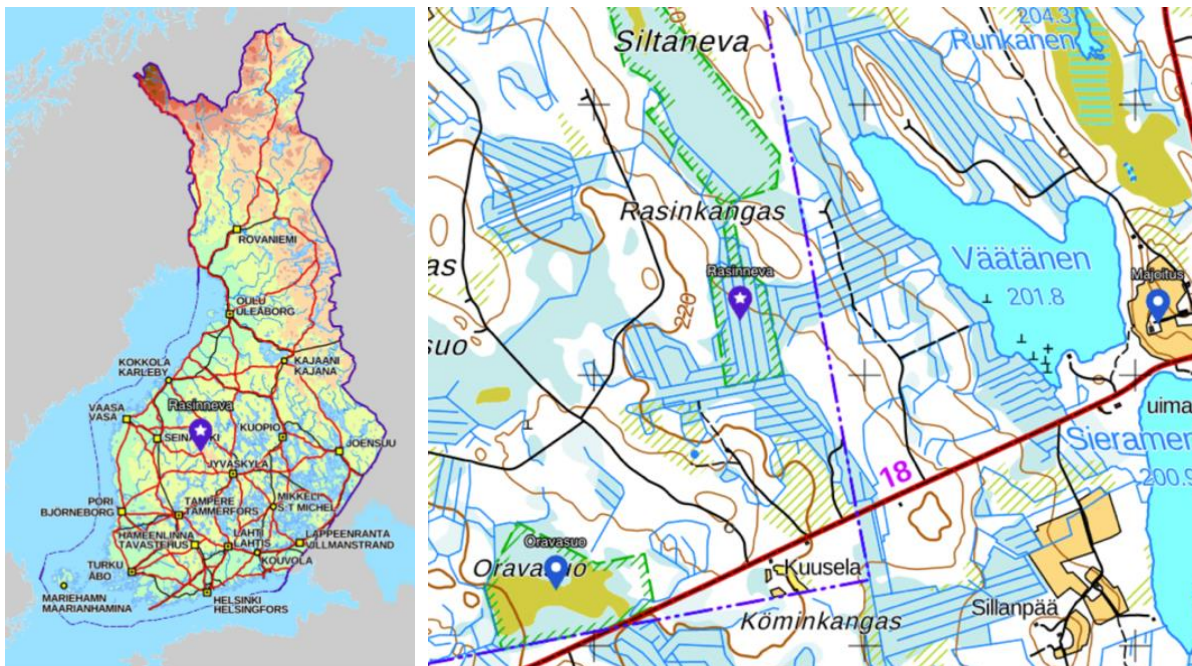 ROVANIEMI
OULU
ULEÅBORG
KAJAANI
KAJANA
KOKKOLA
KARLEBY
VAASA
VASA
Rasinneva
KUOPIO
JOENSUU
JYVÄSKYLÄ
PORI
BJÖRNEBORG
TAMPERE
TAMMERFORS
MIKKELI
S:T MICHEL
HÄMEENLINNA
TAVASTEHUS
LAHTI
LAHTIS
LAPPEENRANTA
VILLMANSTRAND
KOUVOLA
TURKU
ÅBO
MARIEHAMN
MAARIANHAMINA
HELSINKI
HELSINGFORS
Siltaneva
204.3
Runkanen
Rasinkangas
as
Rasinneva
220
Väätänen
201.8
Majoitus
suo
uima
Sieramen
200.9
18
Oravasuo
Oravasuo
Kuusela
Köminkangas
Sillanpää